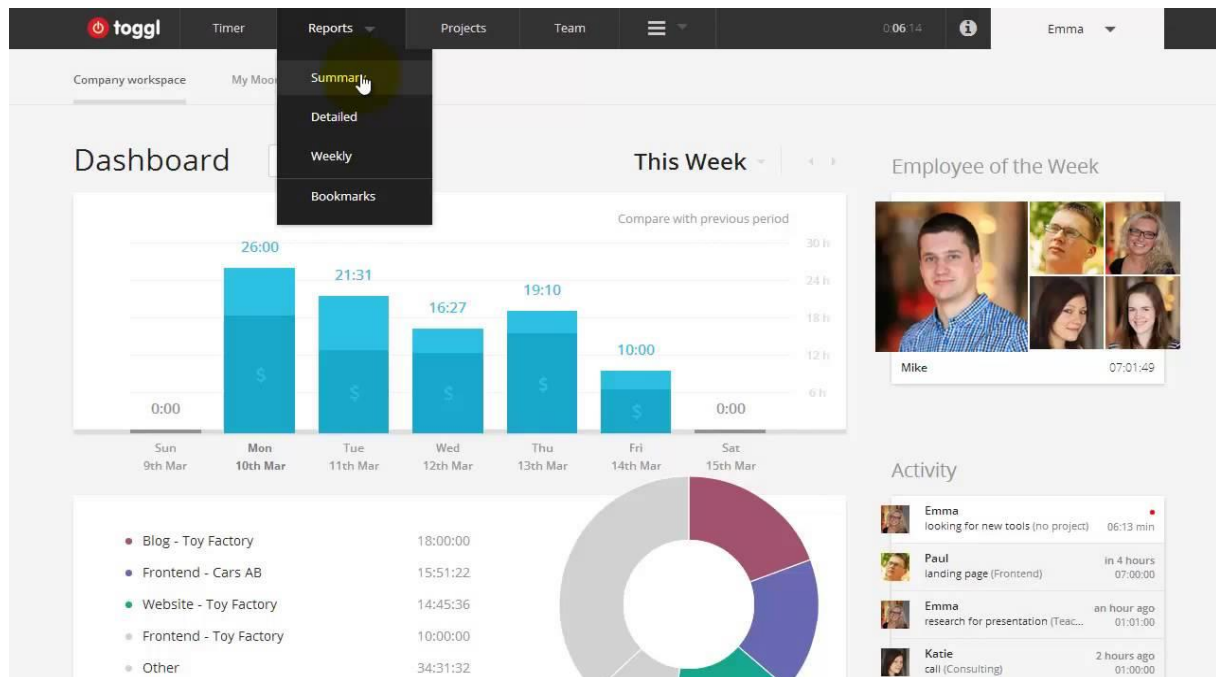 toggl Timer Reports Projects Team 0:06:14 Emma
Company workspace My Moo
Summary
Detailed
Weekly
Bookmarks
Dashboard
This Week
Compare with previous period
30 h
24 h
18 h
12 h
6 h
0:00 26:00 21:31 16:27 19:10 10:00 0:00
$ $ $ $ $
Sun Mon Tue Wed Thu Fri Sat
9th Mar 10th Mar 11th Mar 12th Mar 13th Mar 14th Mar 15th Mar
Blog - Toy Factory 18:00:00
Frontend - Cars AB 15:51:22
Website - Toy Factory 14:45:36
Frontend - Toy Factory 10:00:00
Other 34:31:32
Employee of the Week
Mike 07:01:49
Activity
Emma
looking for new tools (no project) 06:13 min
Paul in 4 hours
landing page (Frontend) 07:00:00
Emma an hour ago
research for presentation (Teac... 01:01:00
Katie 2 hours ago
call (Consulting) 01:00:00